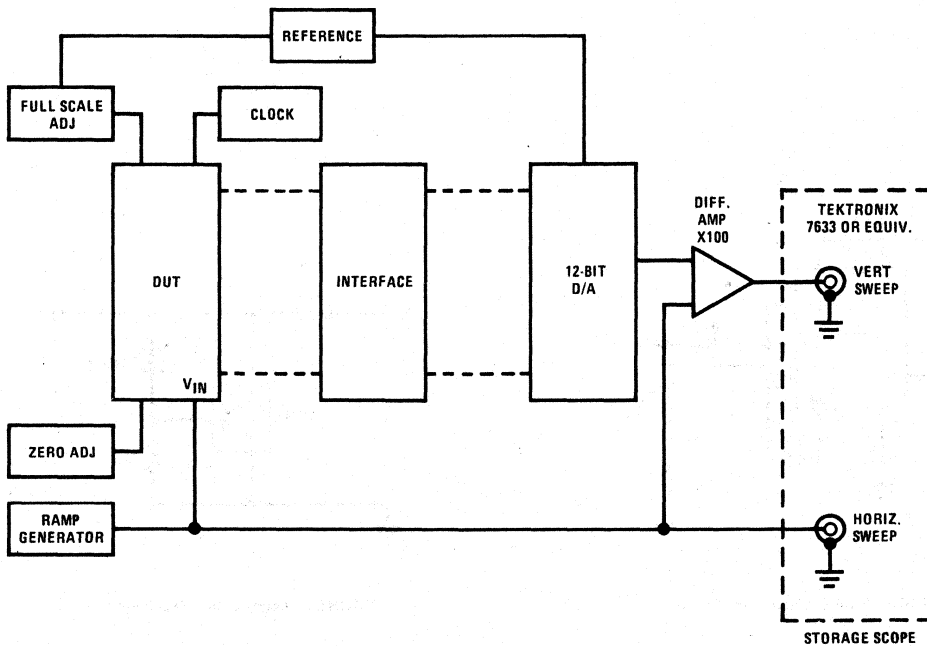 REFERENCE
FULL SCALE
ADJ
CLOCK
DUT
VIN
INTERFACE
12-BIT
D/A
DIFF.
AMP
X100
TEKTRONIX
7633 OR EQUIV.
VERT
SWEEP
ZERO ADJ
RAMP
GENERATOR
HORIZ.
SWEEP
STORAGE SCOPE